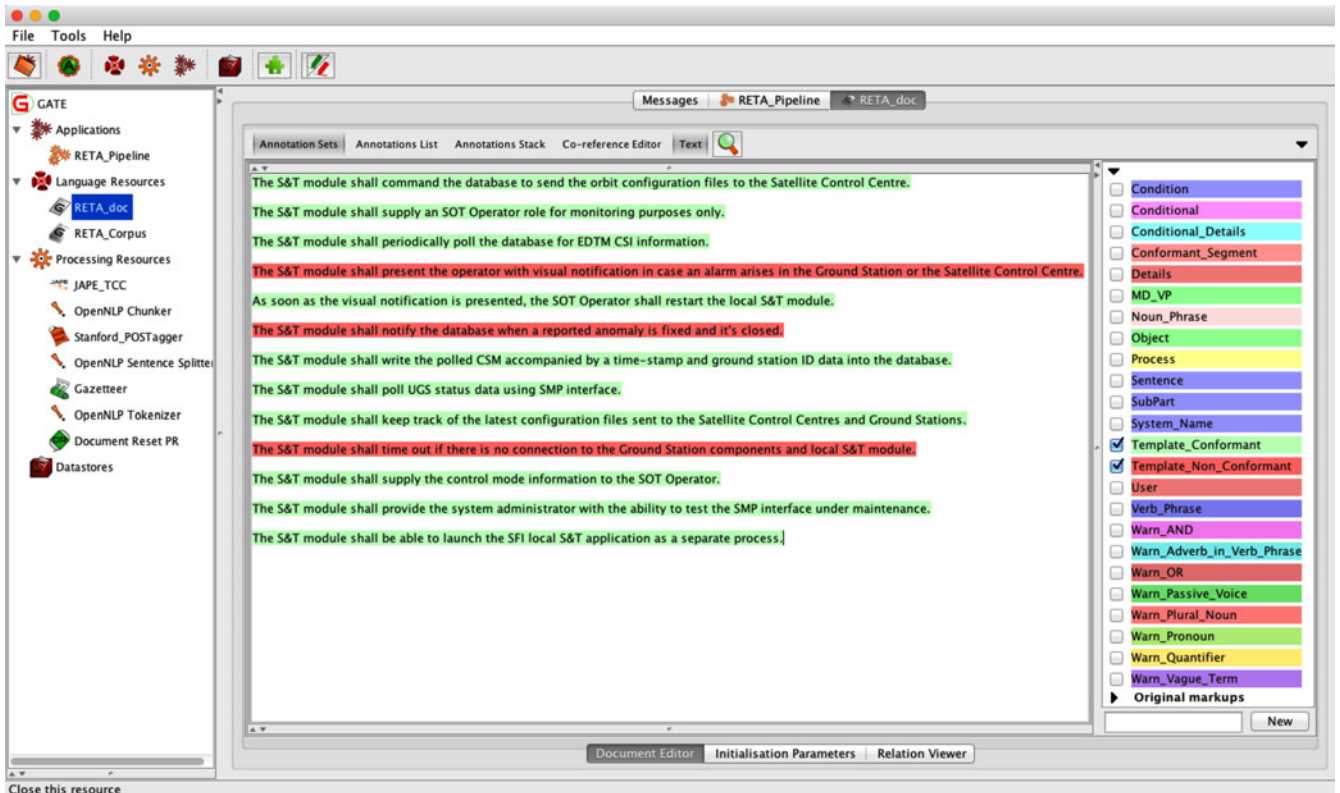 File Tools Help
GATE
Applications
RETA_Pipeline
Language Resources
RETA_doc
RETA_Corpus
Processing Resources
JAPE_TCC
OpenNLP Chunker
Stanford_POSTagger
OpenNLP Sentence Splitter
Gazetteer
OpenNLP Tokenizer
Document Reset PR
Datastores
Messages RETA_Pipeline RETA_doc
Annotation Sets Annotations List Annotations Stack Co-reference Editor Text
The S&T module shall command the database to send the orbit configuration files to the Satellite Control Centre.
The S&T module shall supply an SOT Operator role for monitoring purposes only.
The S&T module shall periodically poll the database for EDTM CSI information.
The S&T module shall present the operator with visual notification in case an alarm arises in the Ground Station or the Satellite Control Centre.
As soon as the visual notification is presented, the SOT Operator shall restart the local S&T module.
The S&T module shall notify the database when a reported anomaly is fixed and it's closed.
The S&T module shall write the polled CSM accompanied by a time-stamp and ground station ID data into the database.
The S&T module shall poll UGS status data using SMP interface.
The S&T module shall keep track of the latest configuration files sent to the Satellite Control Centres and Ground Stations.
The S&T module shall time out if there is no connection to the Ground Station components and local S&T module.
The S&T module shall supply the control mode information to the SOT Operator.
The S&T module shall provide the system administrator with the ability to test the SMP interface under maintenance.
The S&T module shall be able to launch the SFI local S&T application as a separate process.
Condition
Conditional
Conditional_Details
Conformant_Segment
Details
MD_VP
Noun_Phrase
Object
Process
Sentence
SubPart
System_Name
Template_Conformant
Template_Non_Conformant
User
Verb_Phrase
Warn_AND
Warn_Adverb_in_Verb_Phrase
Warn_OR
Warn_Passive_Voice
Warn_Plural_Noun
Warn_Pronoun
Warn_Quantifier
Warn_Vague_Term
Original markups
New
Document Editor Initialisation Parameters Relation Viewer
Close this resource